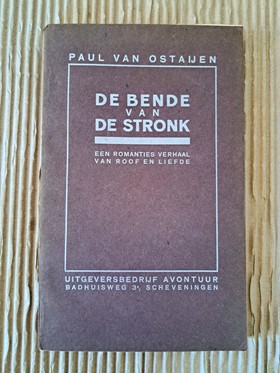 PAUL VAN OSTAIJEN
DE BENDE
VAN
DE STRONK
EEN ROMANTIES VERHAAL
VAN ROOF EN LIEFDE
UITGEVERSBEDRIJF AVONTUUR
BADHUISWEG 3ᵃ, SCHEVENINGEN